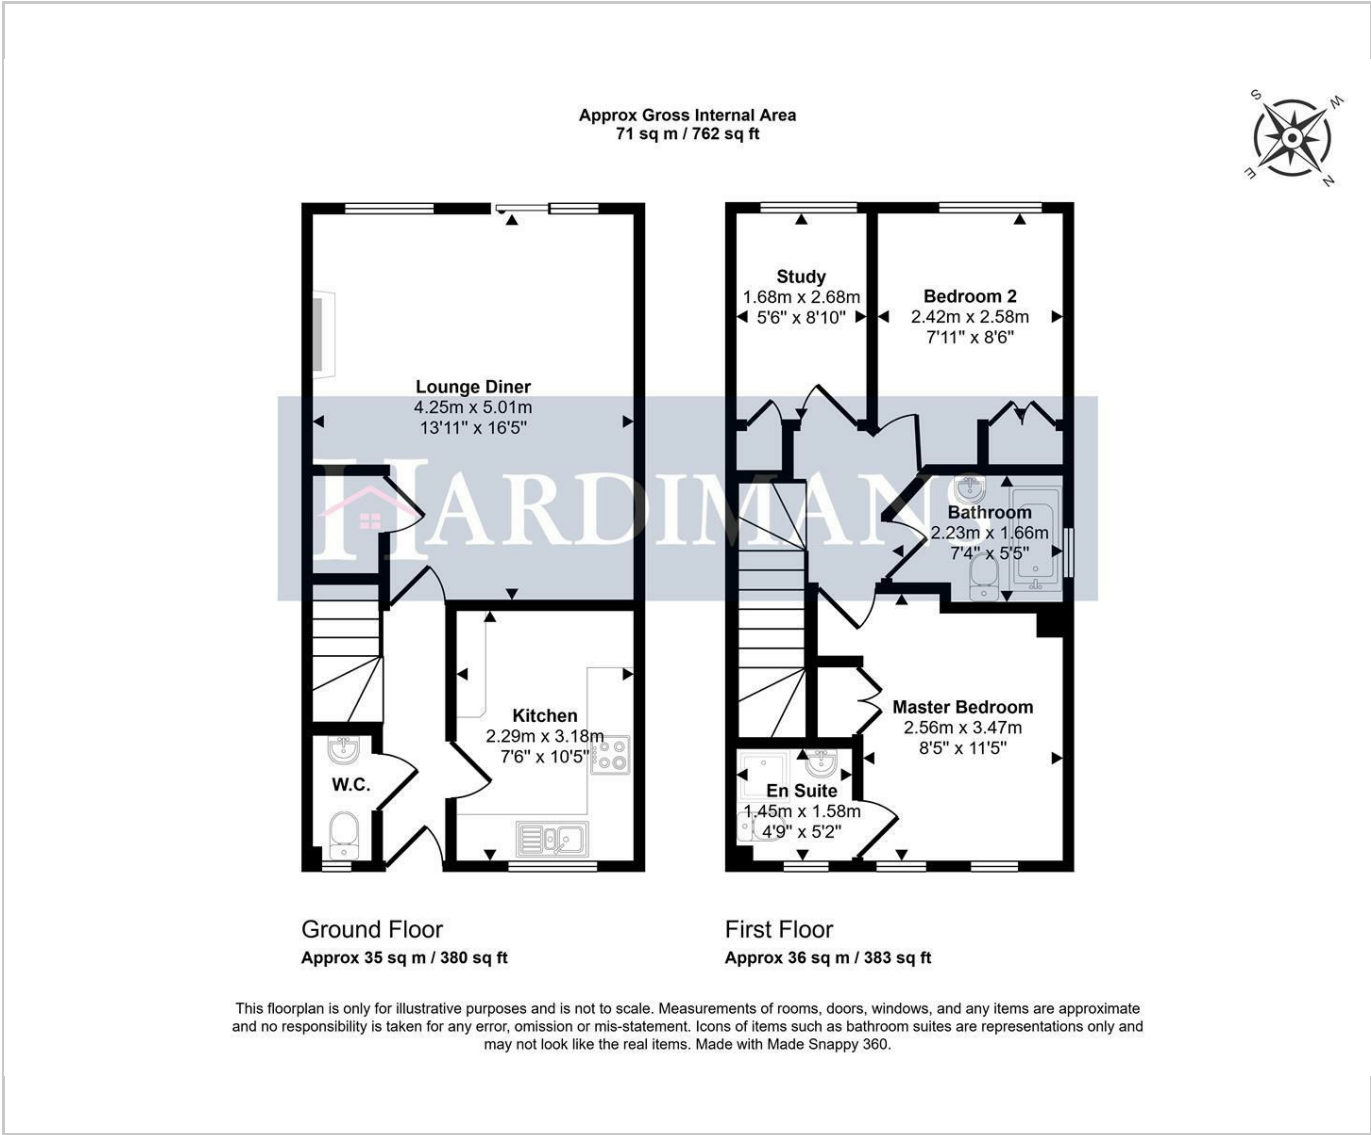 Approx Gross Internal Area
71 sq m / 762 sq ft
S
W
E
N
Lounge Diner
4.25m x 5.01m
13'11" x 16'5"
Kitchen
2.29m x 3.18m
7'6" x 10'5"
W.C.
Study
1.68m x 2.68m
5'6" x 8'10"
Bedroom 2
2.42m x 2.58m
7'11" x 8'6"
HARDIMANS
Bathroom
2.23m x 1.66m
7'4" x 5'5"
Master Bedroom
2.56m x 3.47m
8'5" x 11'5"
En Suite
1.45m x 1.58m
4'9" x 5'2"
Ground Floor
Approx 35 sq m / 380 sq ft
First Floor
Approx 36 sq m / 383 sq ft
This floorplan is only for illustrative purposes and is not to scale. Measurements of rooms, doors, windows, and any items are approximate
and no responsibility is taken for any error, omission or mis-statement. Icons of items such as bathroom suites are representations only and
may not look like the real items. Made with Made Snappy 360.